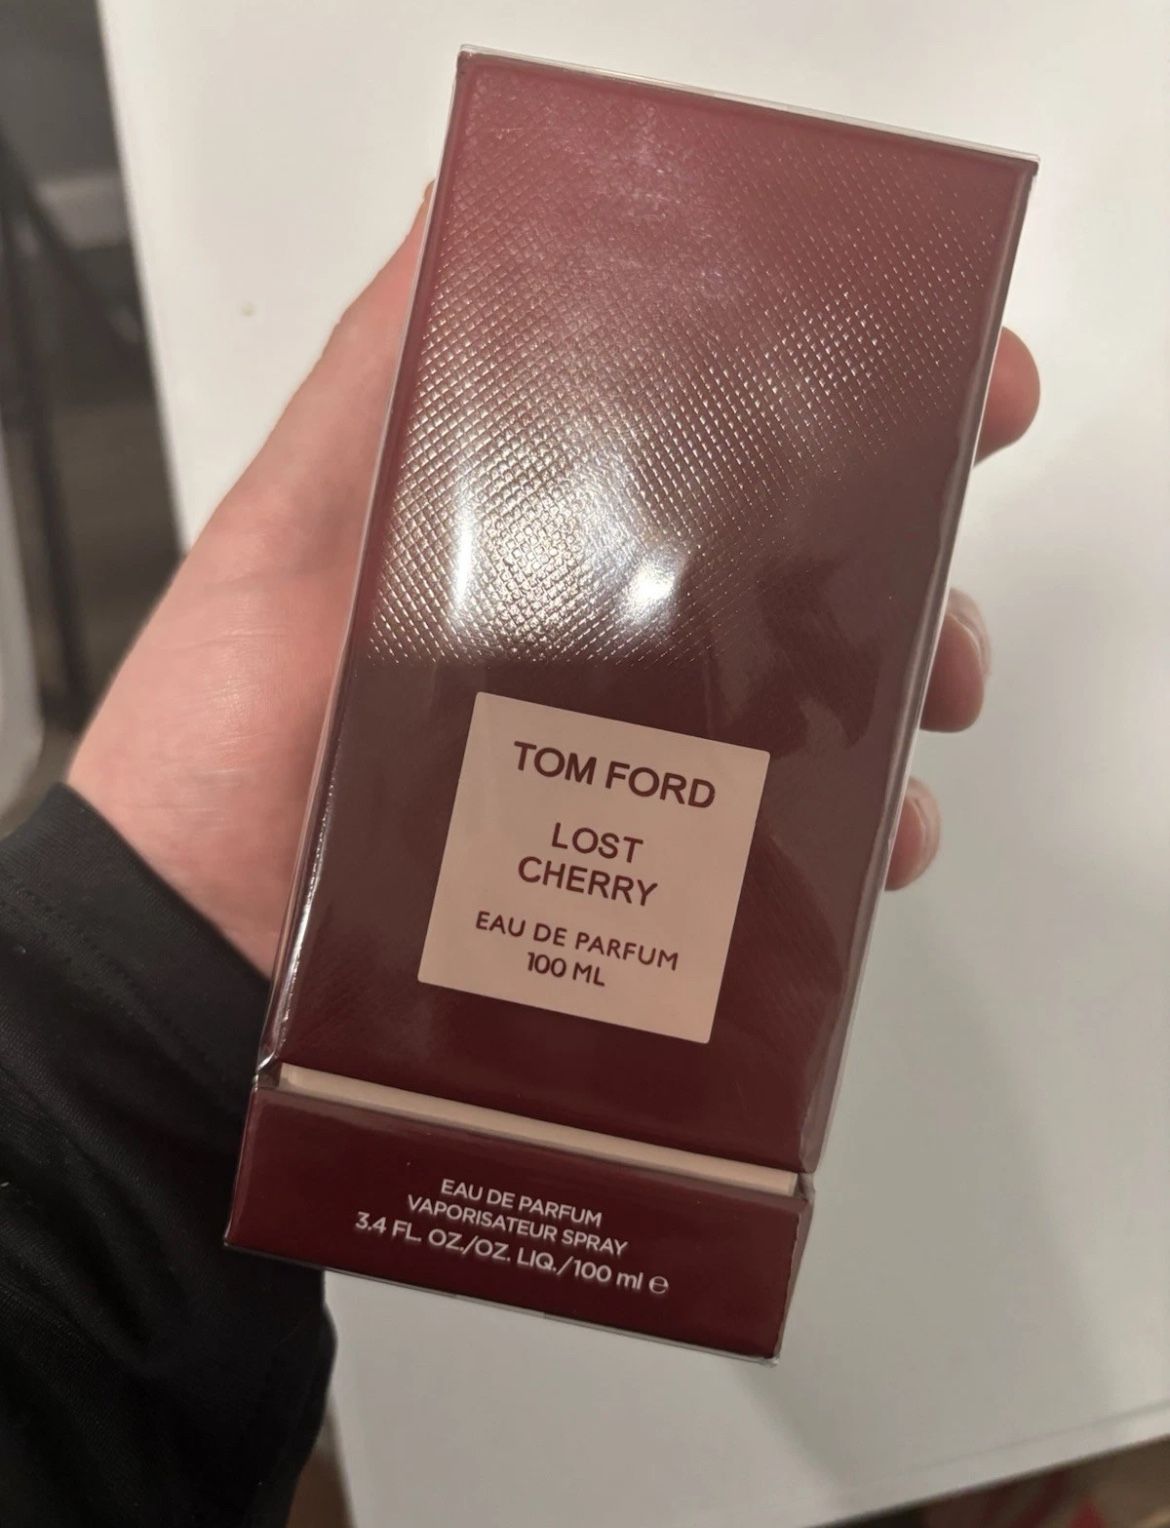 TOM FORD
LOST
CHERRY
EAU DE PARFUM
100 ML
EAU DE PARFUM
VAPORISATEUR SPRAY
3.4 FL. OZ./OZ. LIQ./100 ml ℮